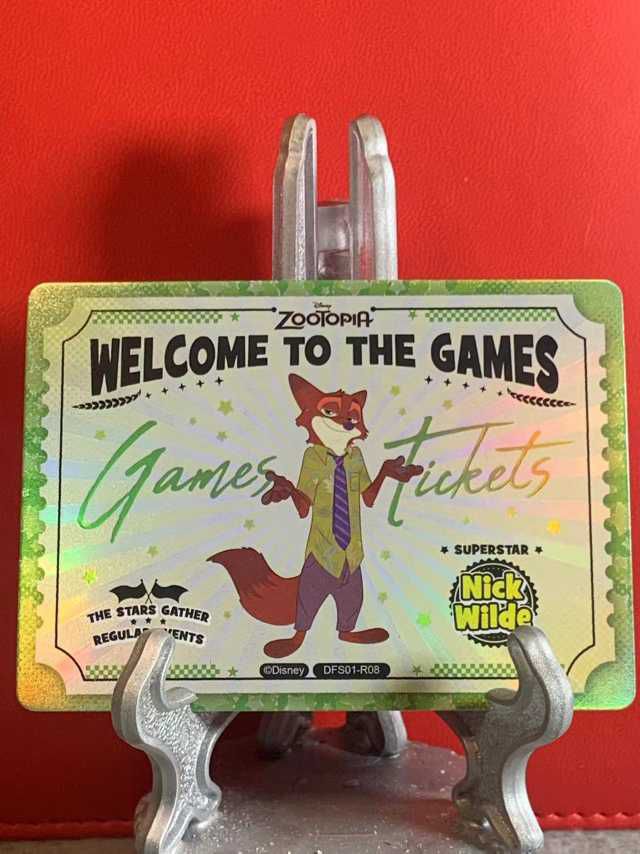 Disney
ZOOTOPIA
WELCOME TO THE GAMES
Games Tickets
SUPERSTAR
Nick
Wilde
THE STARS GATHER
©Disney DFS01-R08